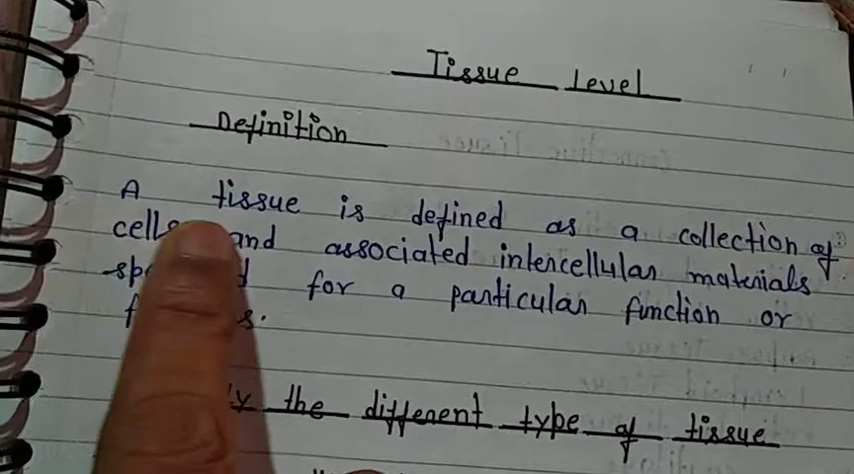 Tissue Level
Definition
A tissue is defined as a collection of
cells and associated intercellular materials
for a particular function or
the different type of tissue